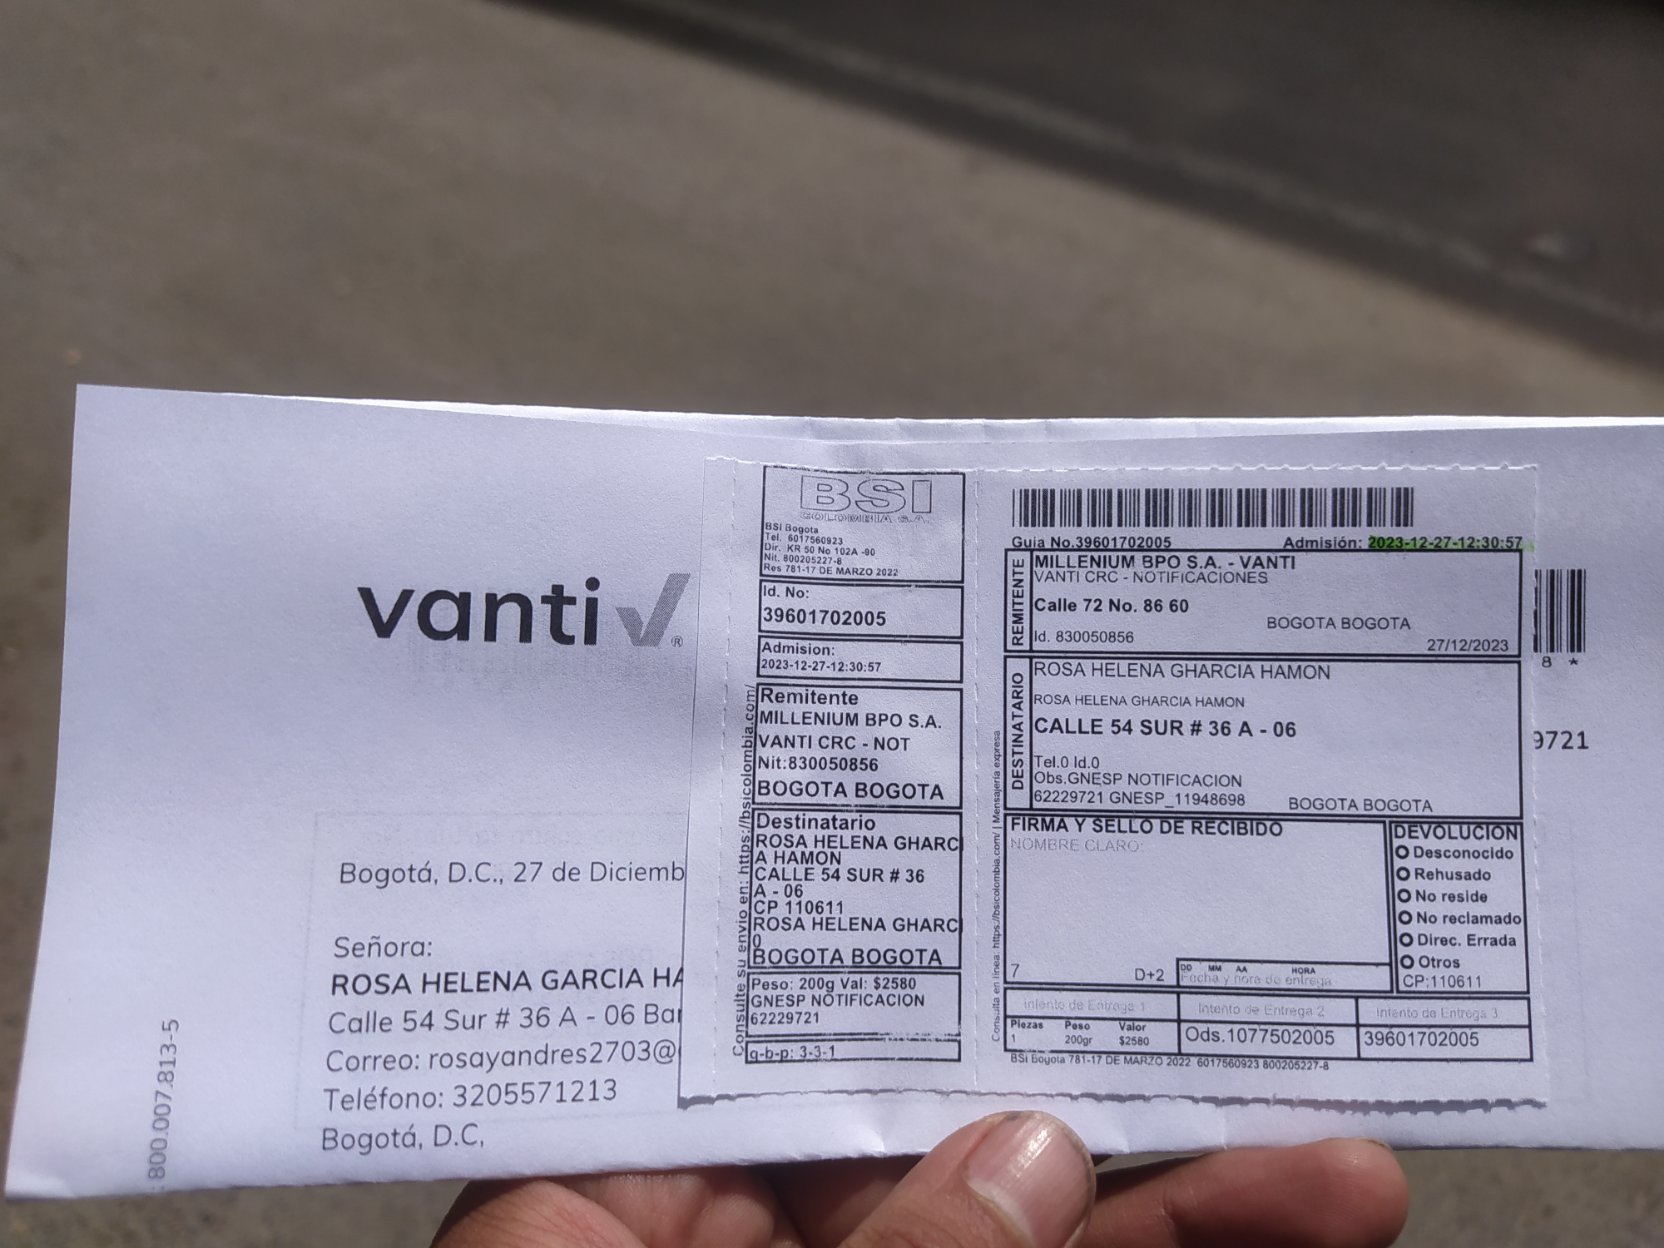 vanti
®
Bogotá, D.C., 27 de Diciemb
Señora:
ROSA HELENA GARCIA HA
Calle 54 Sur # 36 A - 06 Bar
Correo: rosayandres2703@
Teléfono: 3205571213
Bogotá, D.C,
800.007.813-5
BSI
COLOMBIA S.A.
BSI Bogota
Tel. 6017560923
Dir. KR 50 No 102A -80
Nit. 800205227-8
Res 781-17 DE MARZO 2022
Id. No:
39601702005
Admision:
2023-12-27-12:30:57
Remitente
MILLENIUM BPO S.A.
VANTI CRC - NOT
Nit:830050856
BOGOTA BOGOTA
Destinatario
ROSA HELENA GHARC
A HAMON
CALLE 54 SUR # 36
A - 06
CP 110611
ROSA HELENA GHARC
0
BOGOTA BOGOTA
Peso: 200g Val: $2580
GNESP NOTIFICACION
62229721
g-b-p: 3-3-1
Consulte su envio en: https://bsicolombia.com/
Guia No.39601702005 Admisión: 2023-12-27-12:30:57
REMITENTE
MILLENIUM BPO S.A. - VANTI
VANTI CRC - NOTIFICACIONES
Calle 72 No. 86 60
BOGOTA BOGOTA
Id. 830050856
27/12/2023
DESTINATARIO
ROSA HELENA GHARCIA HAMON
ROSA HELENA GHARCIA HAMON
CALLE 54 SUR # 36 A - 06
Tel.0 Id.0
Obs.GNESP NOTIFICACION
62229721 GNESP_11948698 BOGOTA BOGOTA
FIRMA Y SELLO DE RECIBIDO
NOMBRE CLARO:
7 D+2
DD MM AA HORA
Fecha y hora de entrega
DEVOLUCION
Desconocido
Rehusado
No reside
No reclamado
Direc. Errada
Otros
CP:110611
Intento de Entrega 1 Intento de Entrega 2 Intento de Entrega 3
Piezas Peso Valor
1 200gr $2580
Ods.1077502005
39601702005
BSI Bogota 781-17 DE MARZO 2022 6017560923 800205227-8
Consulta en linea: https://bsicolombia.com/ | Mensajeria expresa
8 *
9721